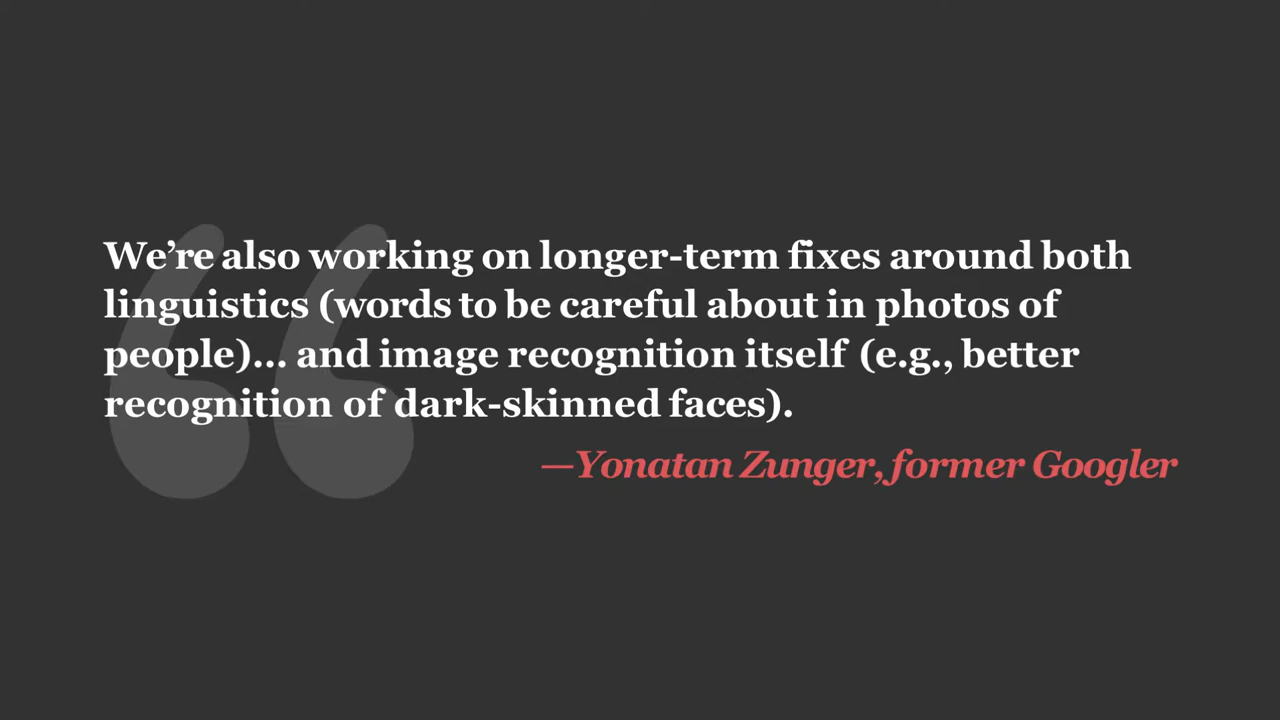 We’re also working on longer-term fixes around both
linguistics (words to be careful about in photos of
people)... and image recognition itself (e.g., better
recognition of dark-skinned faces).
—Yonatan Zunger, former Googler